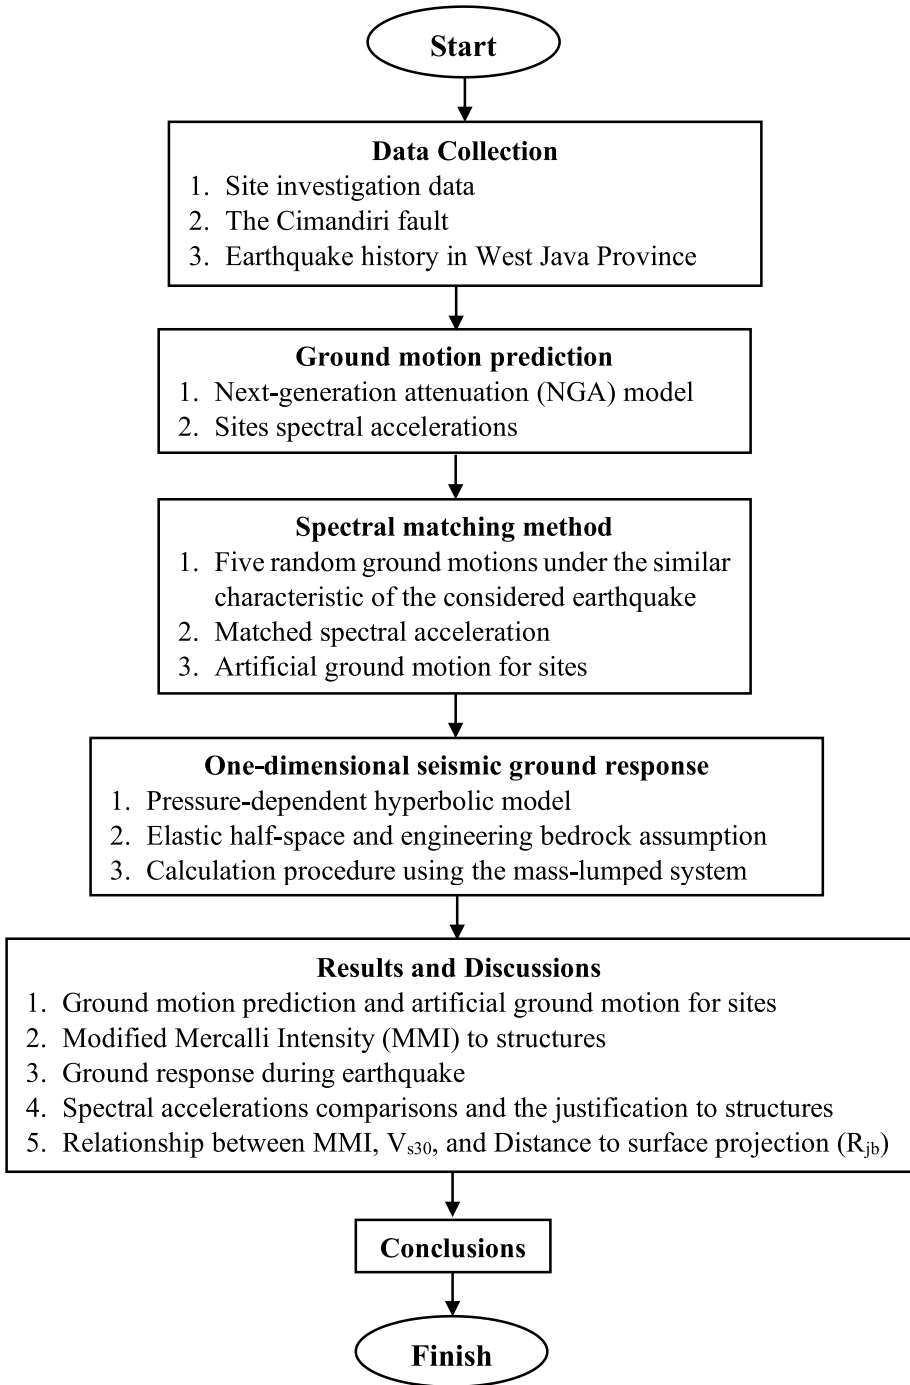 Start
Data Collection
1. Site investigation data
2. The Cimandiri fault
3. Earthquake history in West Java Province
Ground motion prediction
1. Next-generation attenuation (NGA) model
2. Sites spectral accelerations
Spectral matching method
1. Five random ground motions under the similar
characteristic of the considered earthquake
2. Matched spectral acceleration
3. Artificial ground motion for sites
One-dimensional seismic ground response
1. Pressure-dependent hyperbolic model
2. Elastic half-space and engineering bedrock assumption
3. Calculation procedure using the mass-lumped system
Results and Discussions
1. Ground motion prediction and artificial ground motion for sites
2. Modified Mercalli Intensity (MMI) to structures
3. Ground response during earthquake
4. Spectral accelerations comparisons and the justification to structures
5. Relationship between MMI, Vs30, and Distance to surface projection (Rjb)
Conclusions
Finish